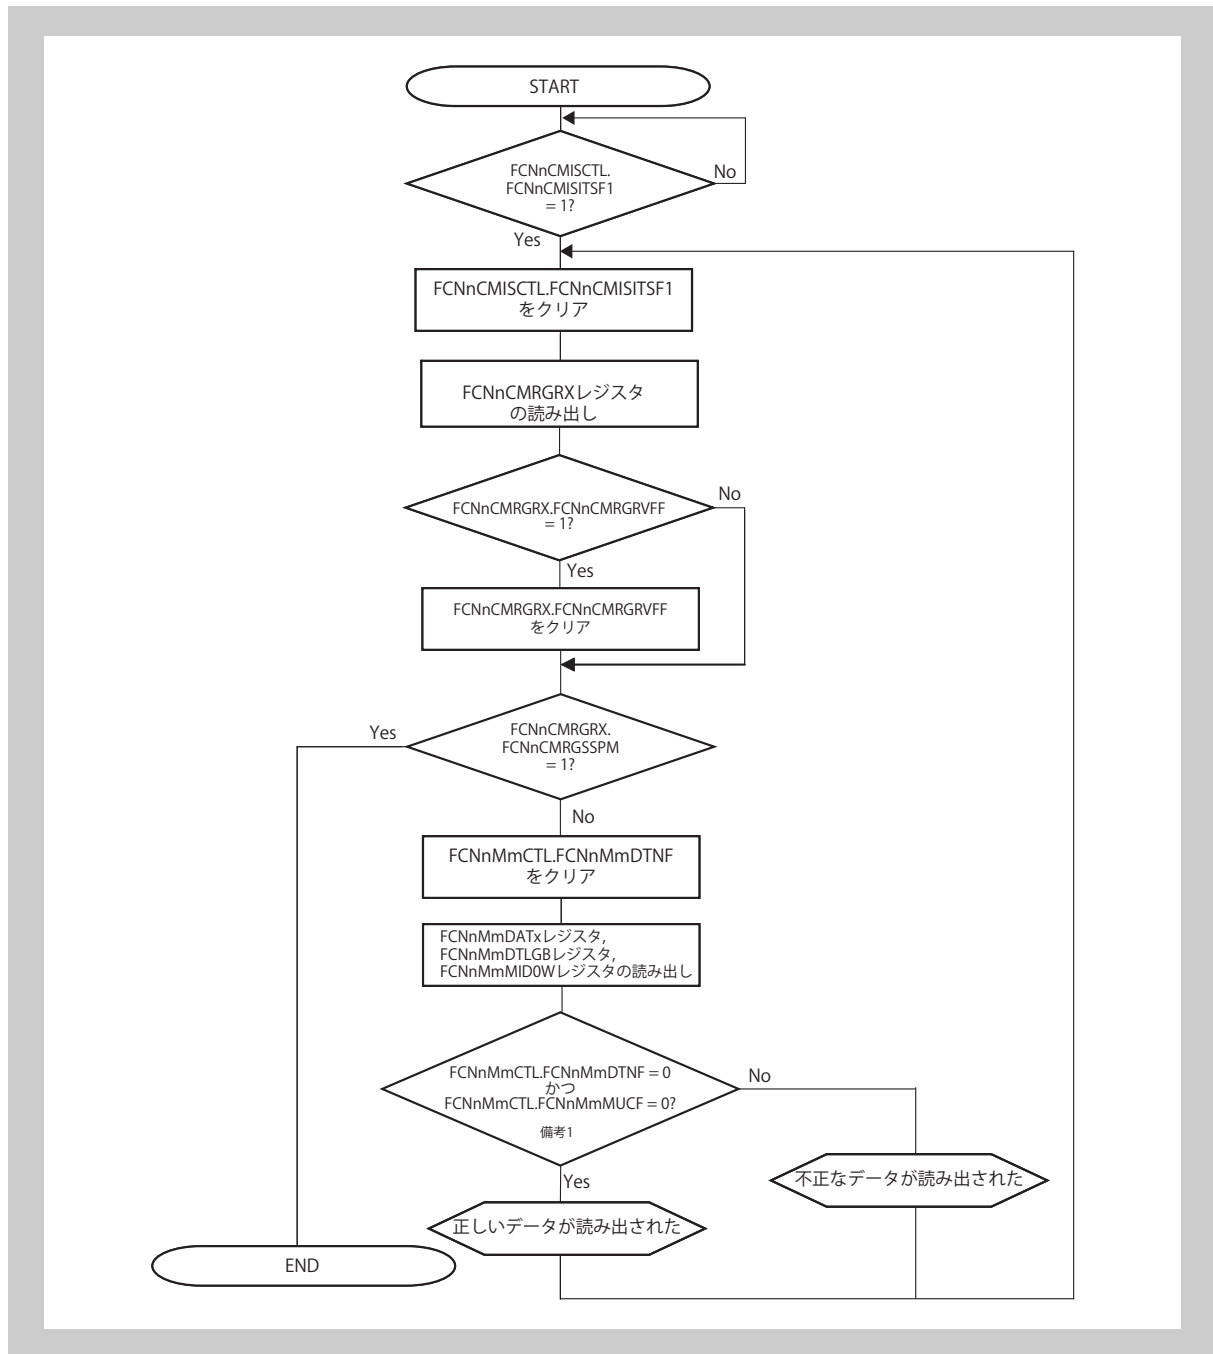 START
FCNnCMISCTL.
FCNnCMISITSF1
= 1?
No
Yes
FCNnCMISCTL.FCNnCMISITSF1
をクリア
FCNnCMRGRXレジスタ
の読み出し
FCNnCMRGRX.FCNnCMRGRVFF
= 1?
No
Yes
FCNnCMRGRX.FCNnCMRGRVFF
をクリア
FCNnCMRGRX.
FCNnCMRGSSPM
= 1?
Yes
No
FCNnMmCTL.FCNnMmDTNF
をクリア
FCNnMmDATxレジスタ,
FCNnMmDTLGBレジスタ,
FCNnMmMID0Wレジスタの読み出し
FCNnMmCTL.FCNnMmDTNF = 0
かつ
FCNnMmCTL.FCNnMmMUCF = 0?
備考1
No
Yes
不正なデータが読み出された
正しいデータが読み出された
END